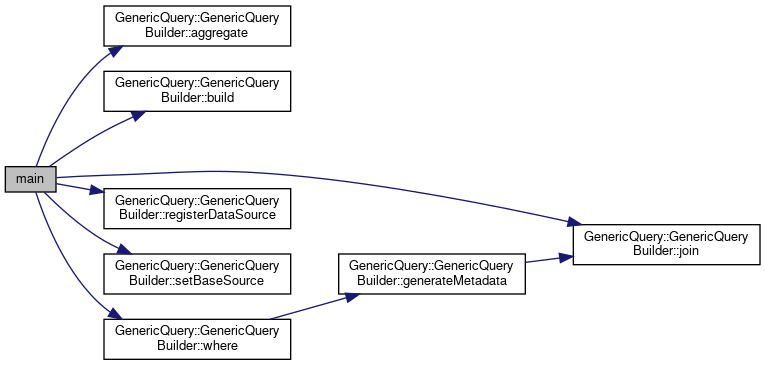 GenericQuery::GenericQuery
Builder::aggregate
GenericQuery::GenericQuery
Builder::build
main
GenericQuery::GenericQuery
Builder::registerDataSource
GenericQuery::GenericQuery
Builder::setBaseSource
GenericQuery::GenericQuery
Builder::where
GenericQuery::GenericQuery
Builder::generateMetadata
GenericQuery::GenericQuery
Builder::join